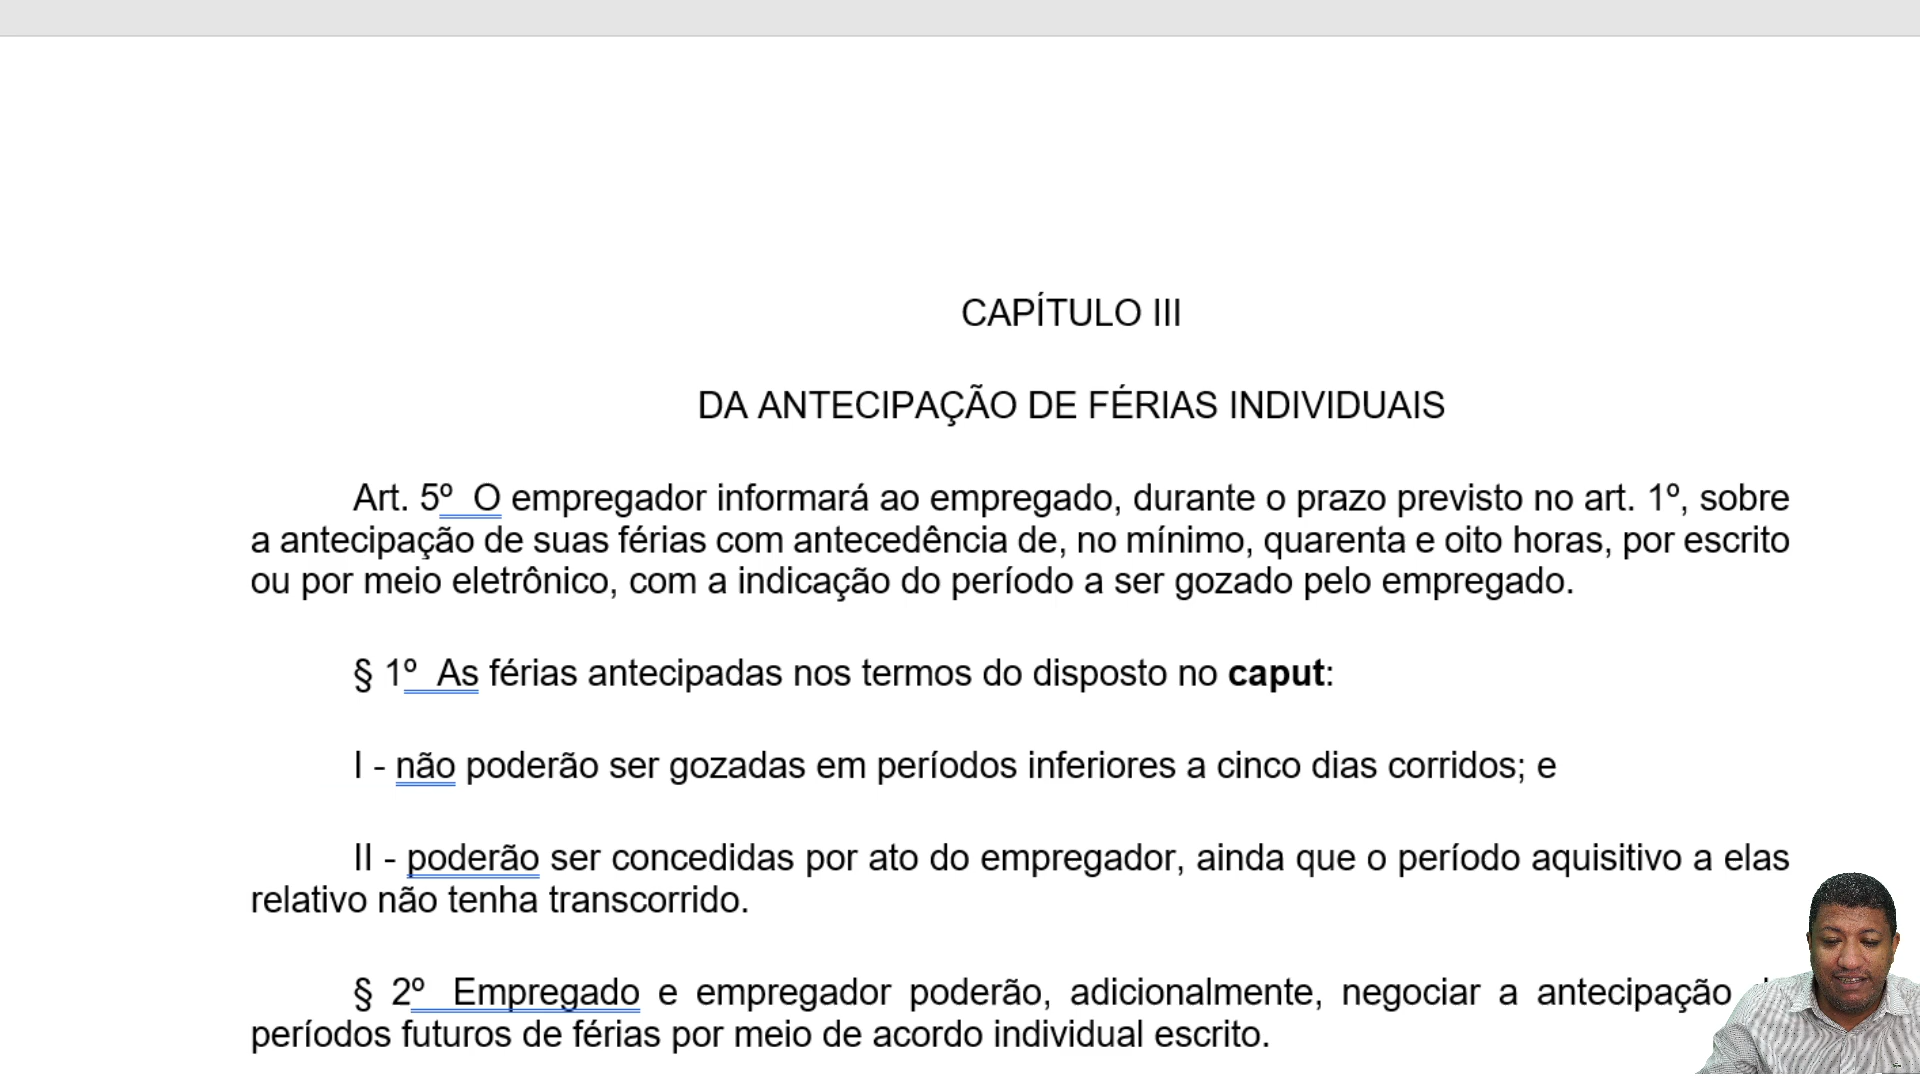 CAPÍTULO III
DA ANTECIPAÇÃO DE FÉRIAS INDIVIDUAIS
Art. 5º  O empregador informará ao empregado, durante o prazo previsto no art. 1º, sobre
a antecipação de suas férias com antecedência de, no mínimo, quarenta e oito horas, por escrito
ou por meio eletrônico, com a indicação do período a ser gozado pelo empregado.
§ 1º  As férias antecipadas nos termos do disposto no caput:
I - não poderão ser gozadas em períodos inferiores a cinco dias corridos; e
II - poderão ser concedidas por ato do empregador, ainda que o período aquisitivo a elas
relativo não tenha transcorrido.
§ 2º  Empregado e empregador poderão, adicionalmente, negociar a antecipação
períodos futuros de férias por meio de acordo individual escrito.